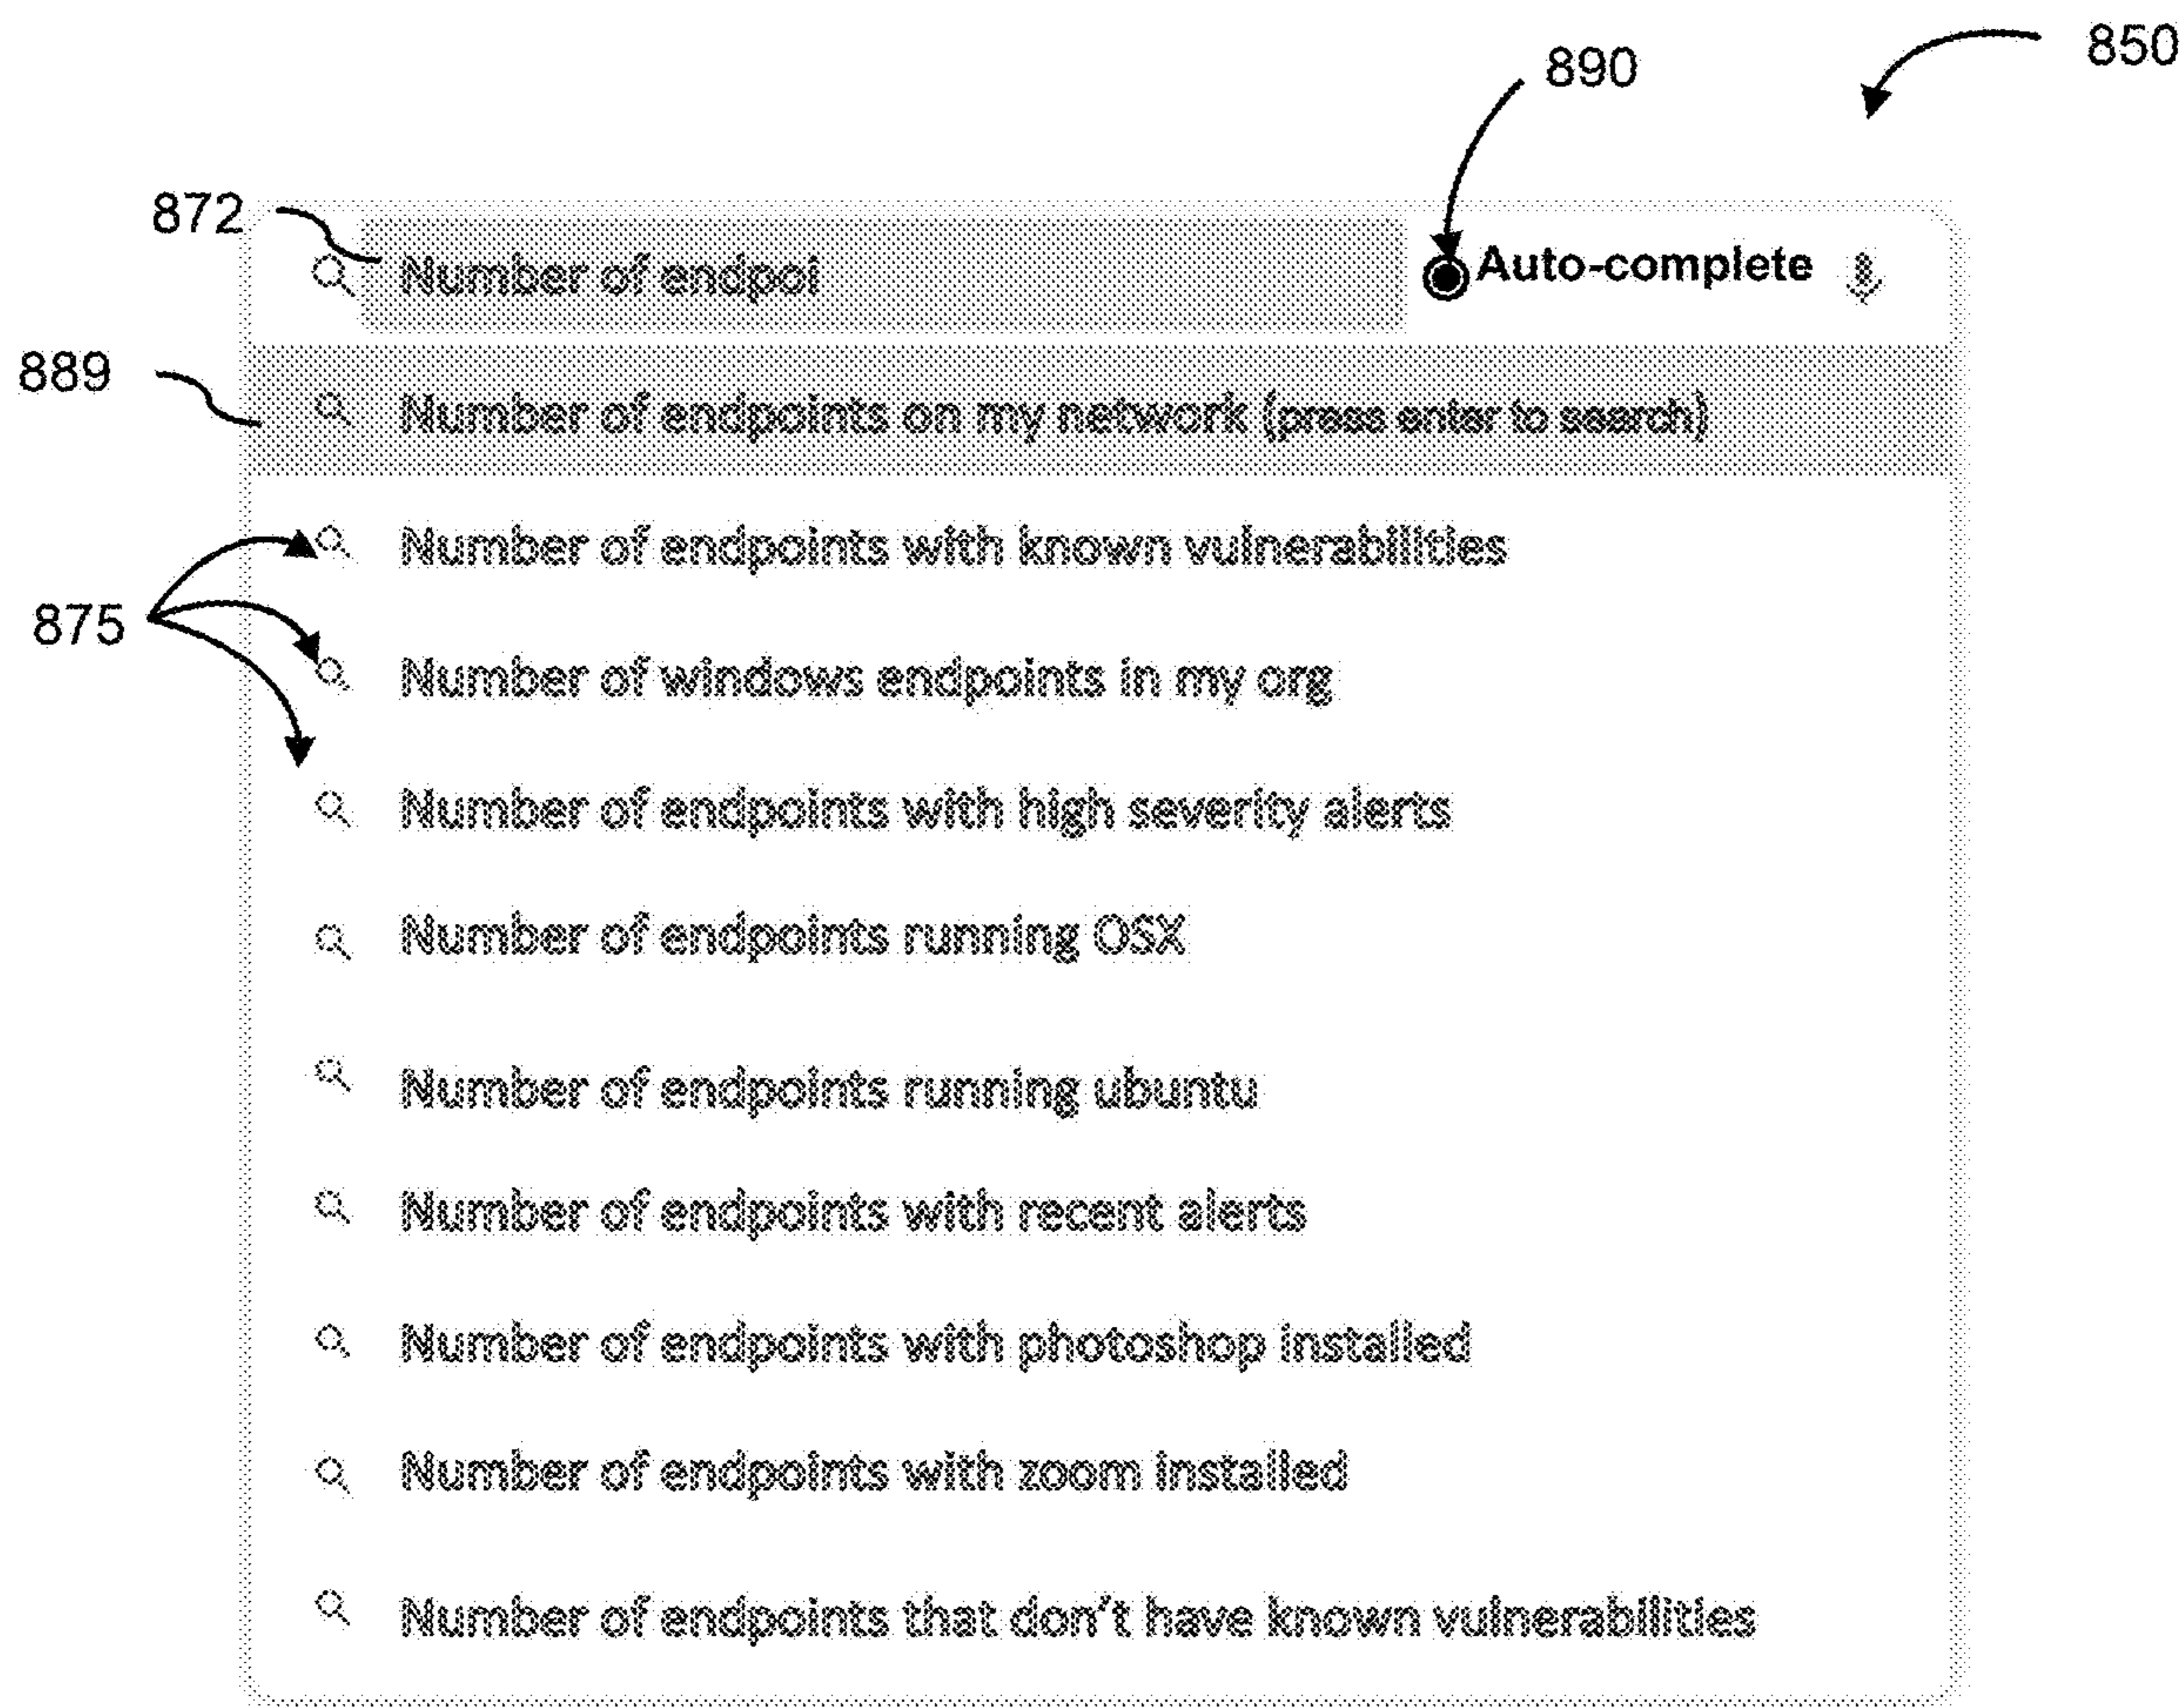 850
890
872
Number of endpoi
Auto-complete
889
Number of endpoints on my network (press enter to search)
Number of endpoints with known vulnerabilities
875
Number of windows endpoints in my org
Number of endpoints with high severity alerts
Number of endpoints running OSX
Number of endpoints running ubuntu
Number of endpoints with recent alerts
Number of endpoints with photoshop installed
Number of endpoints with zoom installed
Number of endpoints that don't have known vulnerabilities